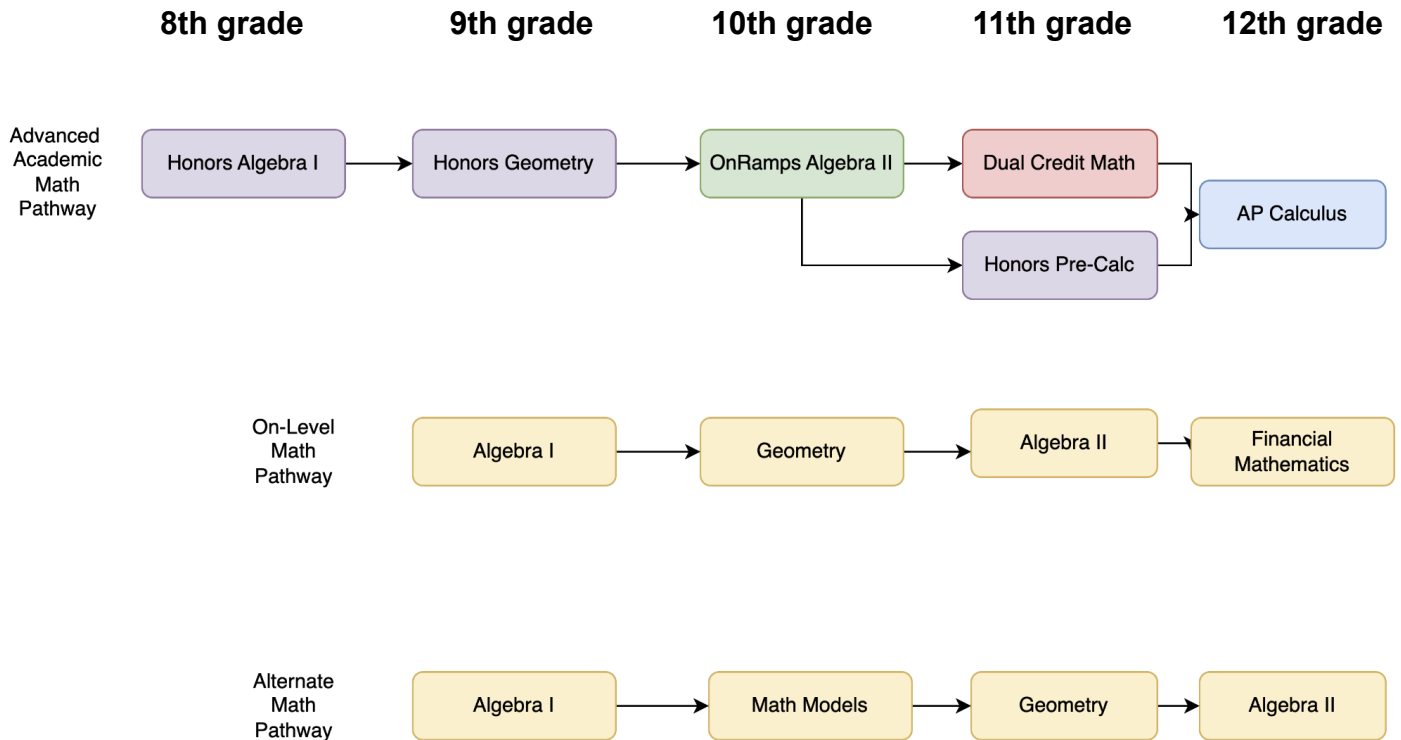 8th grade 9th grade 10th grade 11th grade 12th grade
Advanced
Academic
Math
Pathway
Honors Algebra I
Honors Geometry
OnRamps Algebra II
Dual Credit Math
Honors Pre-Calc
AP Calculus
On-Level
Math
Pathway
Algebra I
Geometry
Algebra II
Financial
Mathematics
Alternate
Math
Pathway
Algebra I
Math Models
Geometry
Algebra II